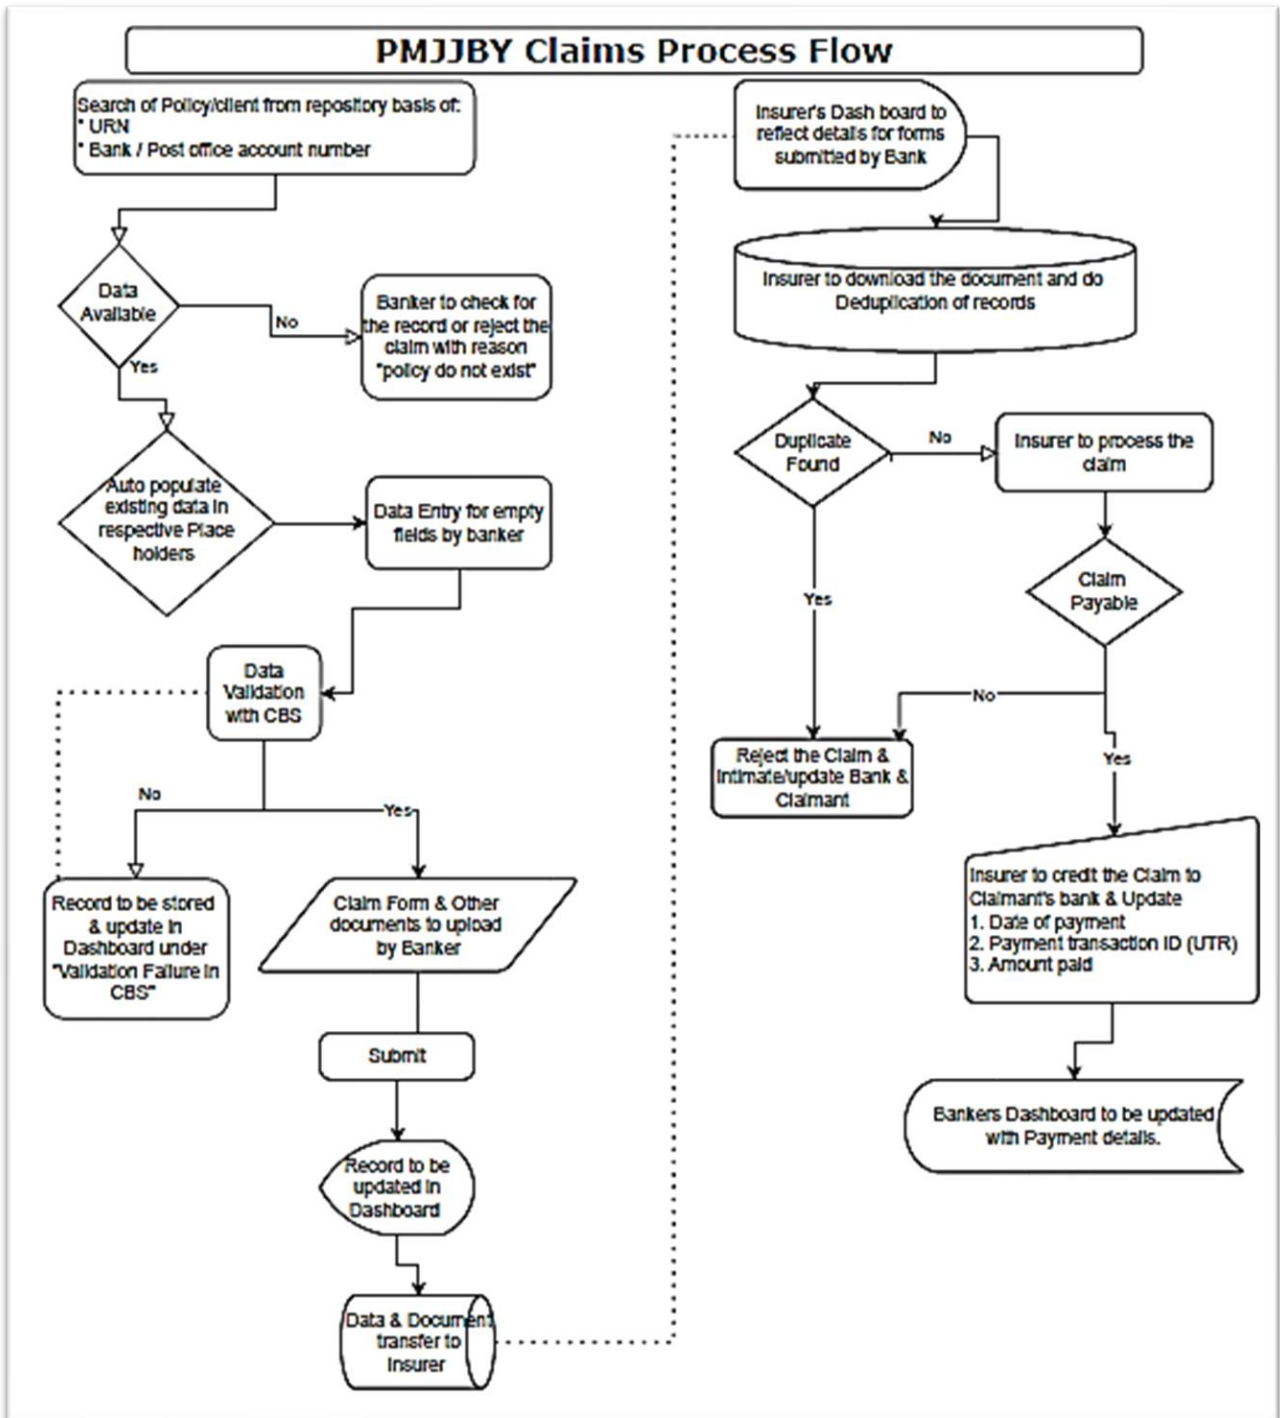 PMJJBY Claims Process Flow
Search of Policy/client from repository basis of:
* URN
* Bank / Post office account number
Data
Available
No
Banker to check for
the record or reject the
claim with reason
"policy do not exist"
Yes
Auto populate
existing data in
respective Place
holders
Data Entry for empty
fields by banker
Data
Validation
with CBS
No
Yes
Record to be stored
& update in
Dashboard under
"Validation Failure in
CBS"
Claim Form & Other
documents to upload
by Banker
Submit
Record to be
updated in
Dashboard
Data & Document
transfer to
Insurer
Insurer's Dash board to
reflect details for forms
submitted by Bank
Insurer to download the document and do
Deduplication of records
Duplicate
Found
No
Insurer to process the
claim
Yes
Claim
Payable
No
Yes
Reject the Claim &
Intimate/update Bank &
Claimant
Insurer to credit the Claim to
Claimant's bank & Update
1. Date of payment
2. Payment transaction ID (UTR)
3. Amount paid
Bankers Dashboard to be updated
with Payment details.